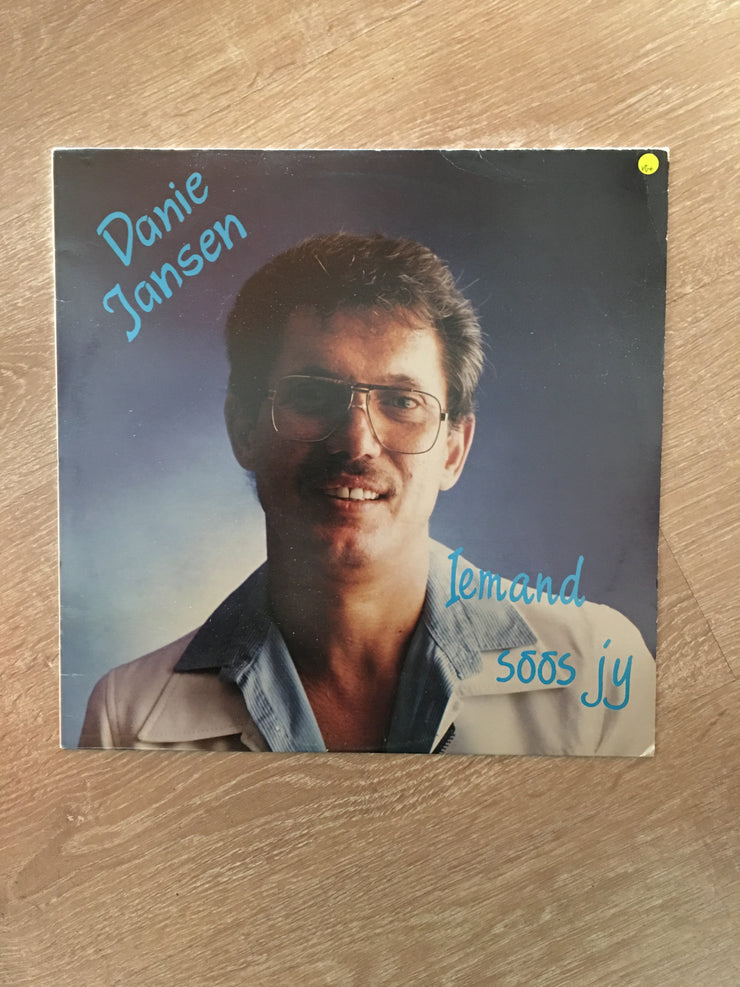 Danie
Jansen
Iemand
soos jy